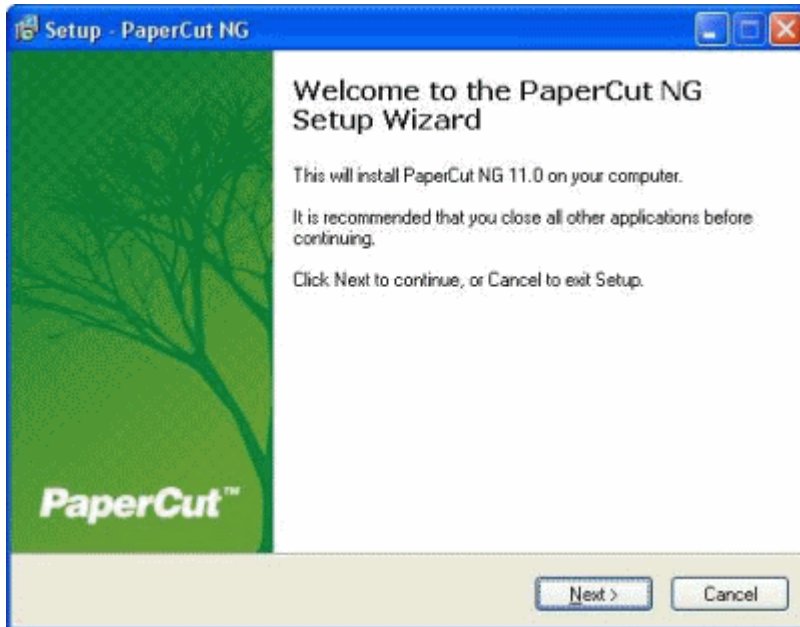 Setup - PaperCut NG
Welcome to the PaperCut NG
Setup Wizard
This will install PaperCut NG 11.0 on your computer.
It is recommended that you close all other applications before
continuing.
Click Next to continue, or Cancel to exit Setup.
PaperCut™
Next >
Cancel